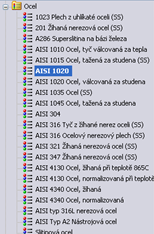 Ocel
1023 Plech z uhlíkaté oceli (SS)
201 Žíhaná nerezová ocel (SS)
A286 Superslitina na bázi železa
AISI 1010 Ocel, tyč válcovaná za tepla
AISI 1015 Ocel, tažená za studena (SS)
AISI 1020
AISI 1020 Ocel, válcovaná za studena
AISI 1035 Ocel (SS)
AISI 1045 Ocel, tažená za studena
AISI 304
AISI 316 Tyč z žíhané nerez oceli (SS)
AISI 316 Ocelový nerezový plech (SS)
AISI 321 Žíhaná nerezová ocel (SS)
AISI 347 Žíhaná nerezová ocel (SS)
AISI 4130 Ocel, žíhaná při teplotě 865C
AISI 4130 Ocel, normalizovaná při teplotě
AISI 4340 Ocel, žíhaná
AISI 4340 Ocel, normalizovaná
AISI typ 316L nerezová ocel
AISI Typ A2 Nástrojová ocel
Slitinová ocel